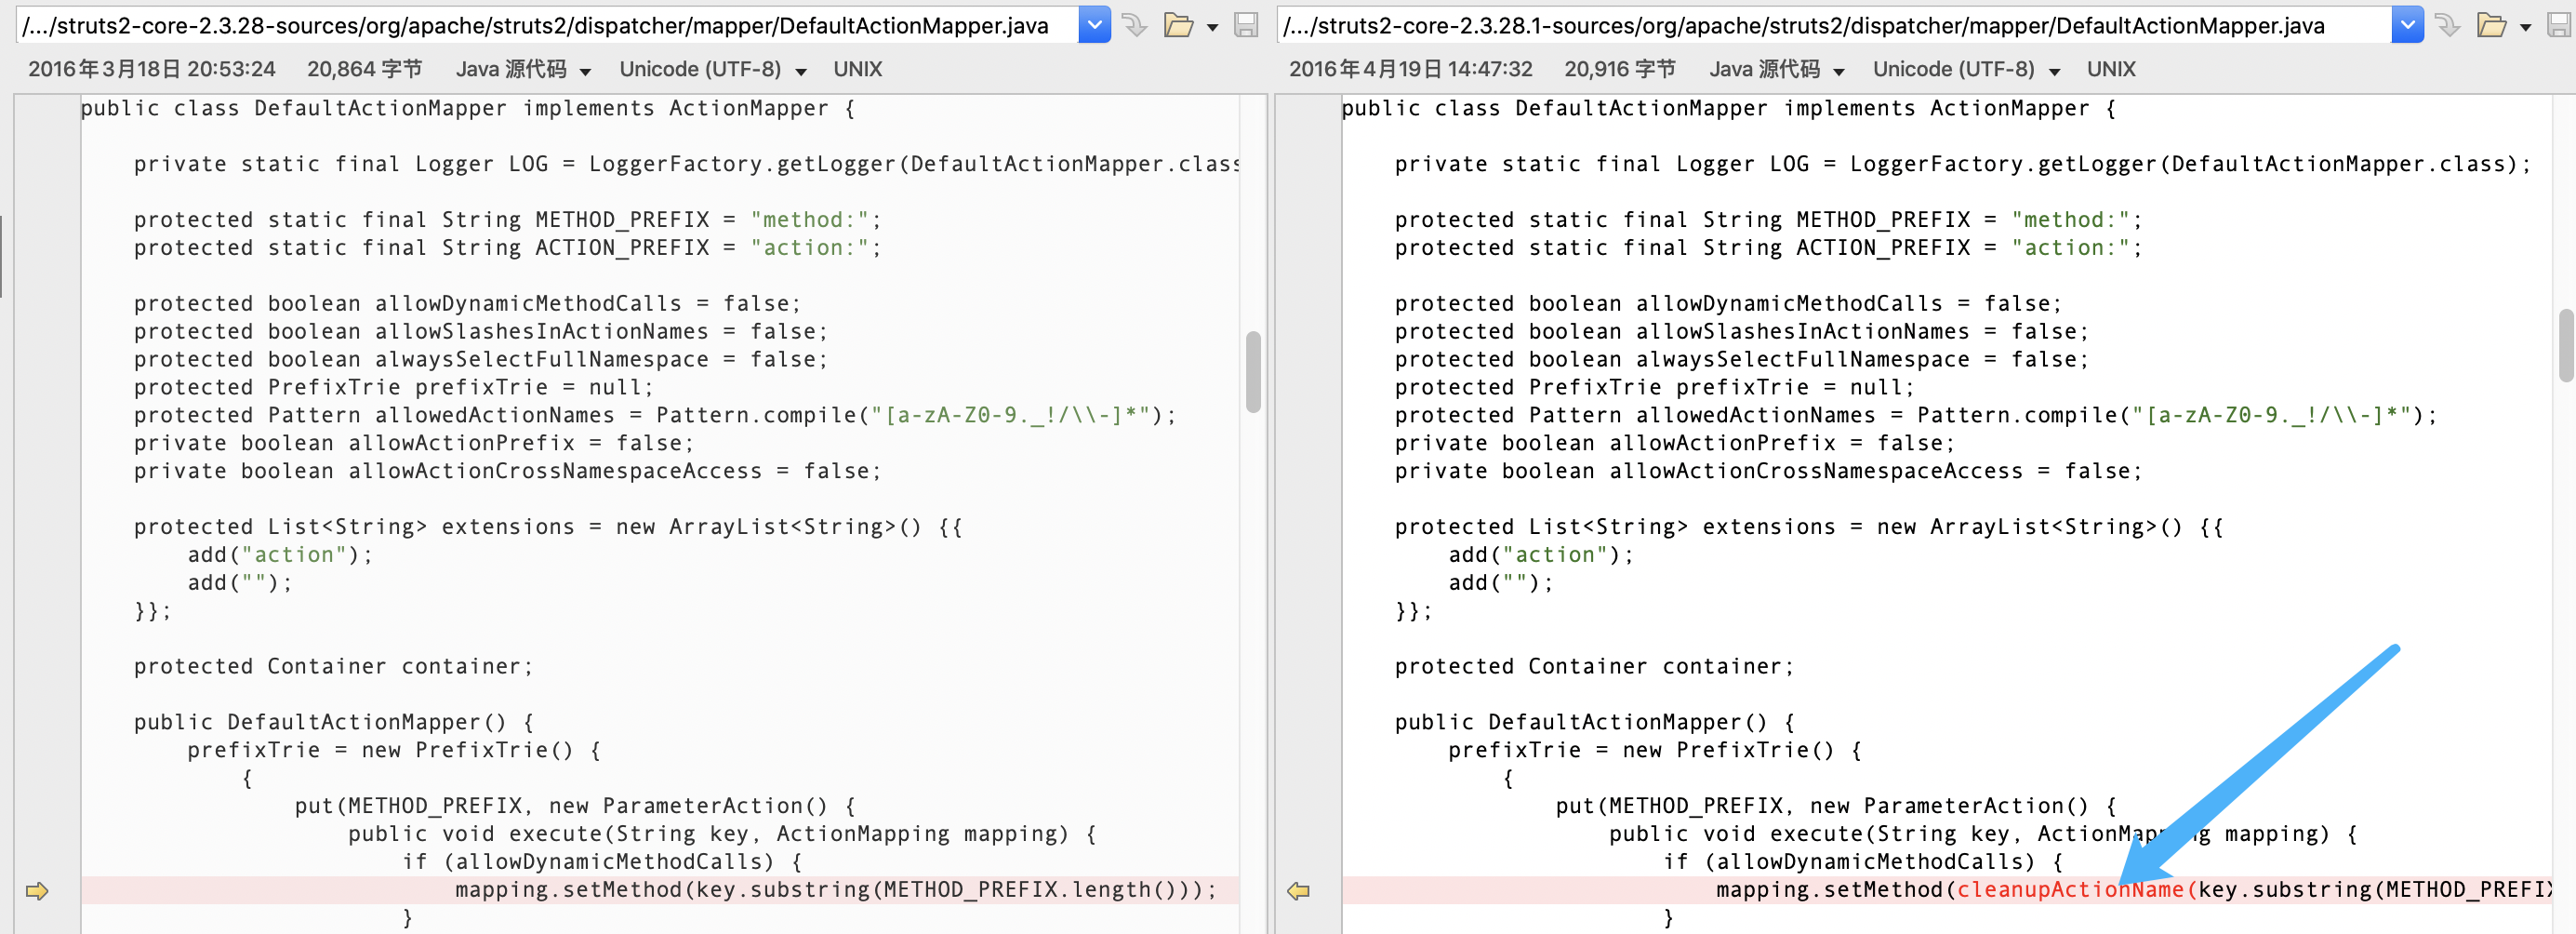 /.../struts2-core-2.3.28-sources/org/apache/struts2/dispatcher/mapper/DefaultActionMapper.java
2016年3月18日 20:53:24 20,864 字节 Java 源代码 Unicode (UTF-8) UNIX
public class DefaultActionMapper implements ActionMapper {
private static final Logger LOG = LoggerFactory.getLogger(DefaultActionMapper.class
protected static final String METHOD_PREFIX = "method:";
protected static final String ACTION_PREFIX = "action:";
protected boolean allowDynamicMethodCalls = false;
protected boolean allowSlashesInActionNames = false;
protected boolean alwaysSelectFullNamespace = false;
protected PrefixTrie prefixTrie = null;
protected Pattern allowedActionNames = Pattern.compile("[a-zA-Z0-9._!/\\-]*");
private boolean allowActionPrefix = false;
private boolean allowActionCrossNamespaceAccess = false;
protected List<String> extensions = new ArrayList<String>() {{
add("action");
add("");
}};
protected Container container;
public DefaultActionMapper() {
prefixTrie = new PrefixTrie() {
{
put(METHOD_PREFIX, new ParameterAction() {
public void execute(String key, ActionMapping mapping) {
if (allowDynamicMethodCalls) {
mapping.setMethod(key.substring(METHOD_PREFIX.length()));
}
/.../struts2-core-2.3.28.1-sources/org/apache/struts2/dispatcher/mapper/DefaultActionMapper.java
2016年4月19日 14:47:32 20,916 字节 Java 源代码 Unicode (UTF-8) UNIX
public class DefaultActionMapper implements ActionMapper {
private static final Logger LOG = LoggerFactory.getLogger(DefaultActionMapper.class);
protected static final String METHOD_PREFIX = "method:";
protected static final String ACTION_PREFIX = "action:";
protected boolean allowDynamicMethodCalls = false;
protected boolean allowSlashesInActionNames = false;
protected boolean alwaysSelectFullNamespace = false;
protected PrefixTrie prefixTrie = null;
protected Pattern allowedActionNames = Pattern.compile("[a-zA-Z0-9._!/\\-]*");
private boolean allowActionPrefix = false;
private boolean allowActionCrossNamespaceAccess = false;
protected List<String> extensions = new ArrayList<String>() {{
add("action");
add("");
}};
protected Container container;
public DefaultActionMapper() {
prefixTrie = new PrefixTrie() {
{
put(METHOD_PREFIX, new ParameterAction() {
public void execute(String key, ActionMapping mapping) {
if (allowDynamicMethodCalls) {
mapping.setMethod(cleanupActionName(key.substring(METHOD_PREFIX
}